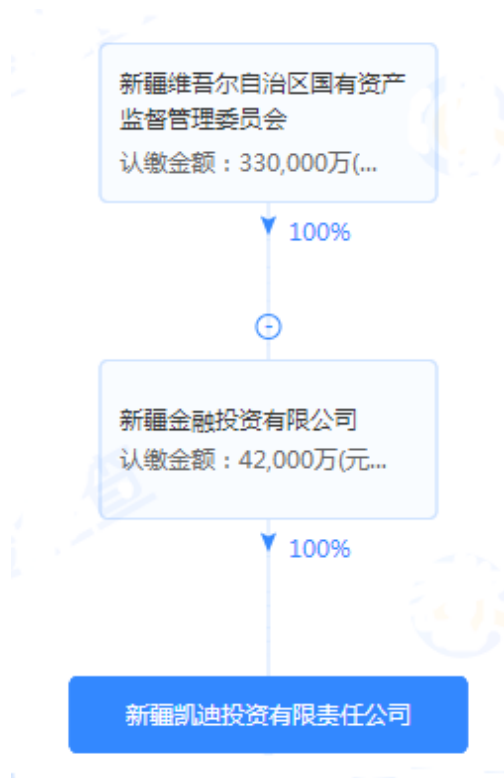 新疆维吾尔自治区国有资产
监督管理委员会
认缴金额：330,000万(...
100%
新疆金融投资有限公司
认缴金额：42,000万(元...
100%
新疆凯迪投资有限责任公司